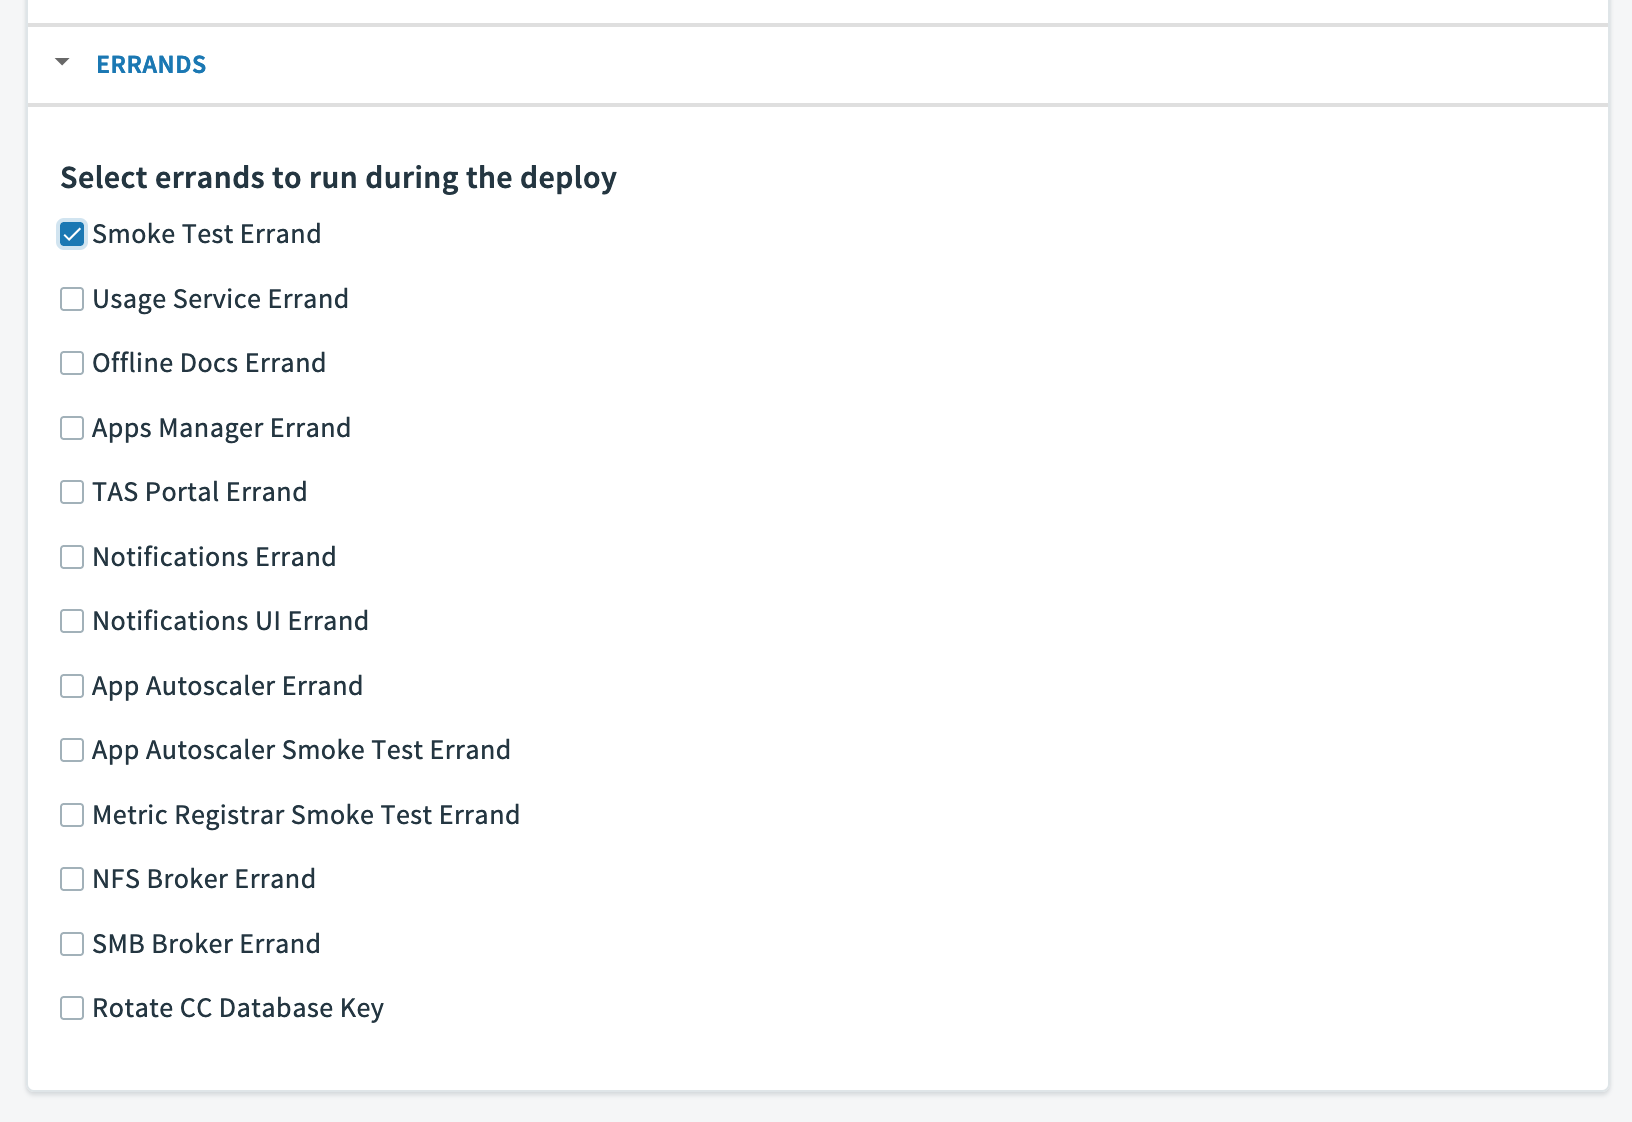 ERRANDS
Select errands to run during the deploy
Smoke Test Errand
Usage Service Errand
Offline Docs Errand
Apps Manager Errand
TAS Portal Errand
Notifications Errand
Notifications UI Errand
App Autoscaler Errand
App Autoscaler Smoke Test Errand
Metric Registrar Smoke Test Errand
NFS Broker Errand
SMB Broker Errand
Rotate CC Database Key